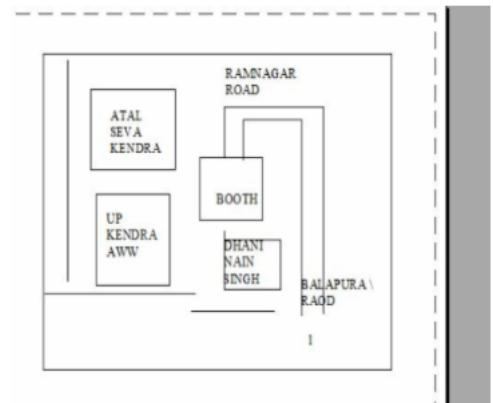 RAMNAGAR
ROAD
ATAL
SEVA
KENDRA
BOOTH
UP
KENDRA
AWW
DHANI
NAIN
SINGH
BALAPURA \
RAOD
1